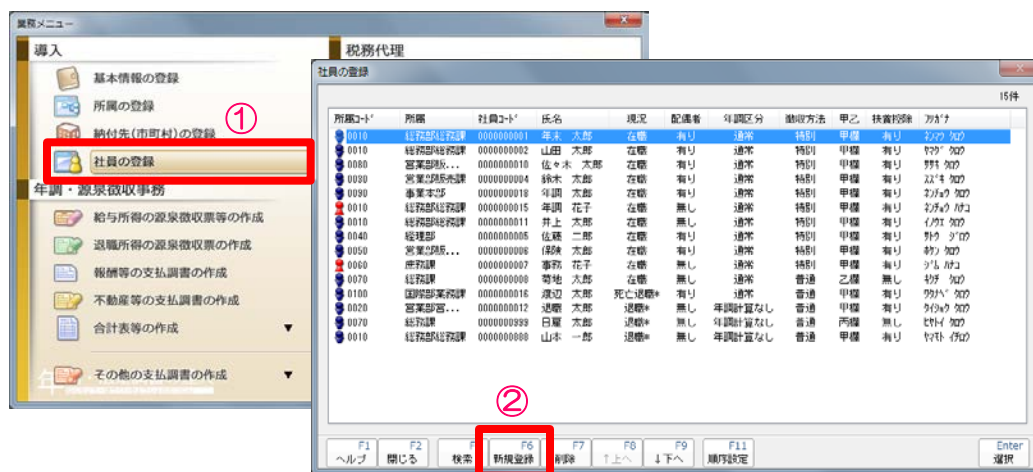 業務メニュー
導入
税務代理
基本情報の登録
所属の登録
①
納付先(市町村)の登録
社員の登録
年調・源泉徴収事務
給与所得の源泉徴収票等の作成
退職所得の源泉徴収票の作成
報酬等の支払調書の作成
不動産等の支払調書の作成
合計表等の作成 ▼
その他の支払調書の作成 ▼
社員の登録
15件
所属ｺｰﾄﾞ 所属 社員ｺｰﾄﾞ 氏名 現況 配偶者 年調区分 徴収方法 甲乙 扶養控除 ﾌﾘｶﾞﾅ
0010 総務部総務課 0000000001 年末 太郎 在職 有り 通常 特別 甲欄 有り ﾈﾝﾏﾂ ﾀﾛｳ
0010 総務部総務課 0000000002 山田 太郎 在職 有り 通常 特別 甲欄 有り ﾔﾏﾀﾞ ﾀﾛｳ
0080 営業部販... 0000000010 佐々木 太郎 在職 有り 通常 特別 甲欄 有り ｻｻｷ ﾀﾛｳ
0030 営業部販売課 0000000004 鈴木 太郎 在職 有り 通常 特別 甲欄 有り ｽｽﾞｷ ﾀﾛｳ
0090 事業本部 0000000018 年調 太郎 在職 有り 通常 特別 甲欄 有り ﾈﾝﾁｮｳ ﾀﾛｳ
0010 総務部総務課 0000000015 年調 花子 在職 無し 通常 特別 甲欄 有り ﾈﾝﾁｮｳ ﾊﾅｺ
0010 総務部総務課 0000000011 井上 太郎 在職 無し 通常 特別 甲欄 有り ｲﾉｳｴ ﾀﾛｳ
0040 経理部 0000000005 佐藤 二郎 在職 有り 通常 特別 甲欄 有り ｻﾄｳ ｼﾞﾛｳ
0050 営業部販... 0000000006 保険 太郎 在職 有り 通常 特別 甲欄 有り ﾎｹﾝ ﾀﾛｳ
0060 庶務課 0000000007 事務 花子 在職 無し 通常 特別 甲欄 有り ｼﾞﾑ ﾊﾅｺ
0070 総務課 0000000008 菊地 太郎 在職 無し 通常 普通 乙欄 無し ｷｸﾁ ﾀﾛｳ
0100 国際部業務課 0000000016 渡辺 太郎 死亡退職* 有り 通常 普通 甲欄 有り ﾜﾀﾅﾍﾞ ﾀﾛｳ
0020 営業部営... 0000000012 退職 太郎 退職* 無し 年調計算なし 普通 甲欄 有り ﾀｲｼｮｸ ﾀﾛｳ
0070 総務課 0000000999 日雇 太郎 退職* 無し 年調計算なし 普通 丙欄 無し ﾋﾔﾄｲ ﾀﾛｳ
0010 総務部総務課 0000000888 山本 一郎 退職* 無し 年調計算なし 普通 甲欄 有り ﾔﾏﾓﾄ ｲﾁﾛｳ
②
F1 ヘルプ
F2 閉じる
検索
F6 新規登録
F7 削除
F8 ↑上へ
F9 ↓下へ
F11 順序設定
Enter 選択